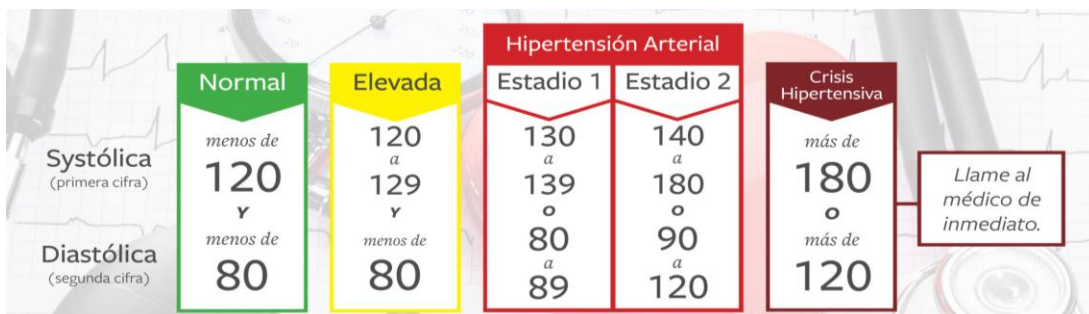 Hipertensión Arterial
Normal
Elevada
Estadio 1
Estadio 2
Crisis
Hipertensiva
Systólica
(primera cifra)
Diastólica
(segunda cifra)
menos de
120
Y
menos de
80
120
a
129
Y
menos de
80
130
a
139
o
80
a
89
140
a
180
o
90
a
120
más de
180
o
más de
120
Llame al
médico de
inmediato.